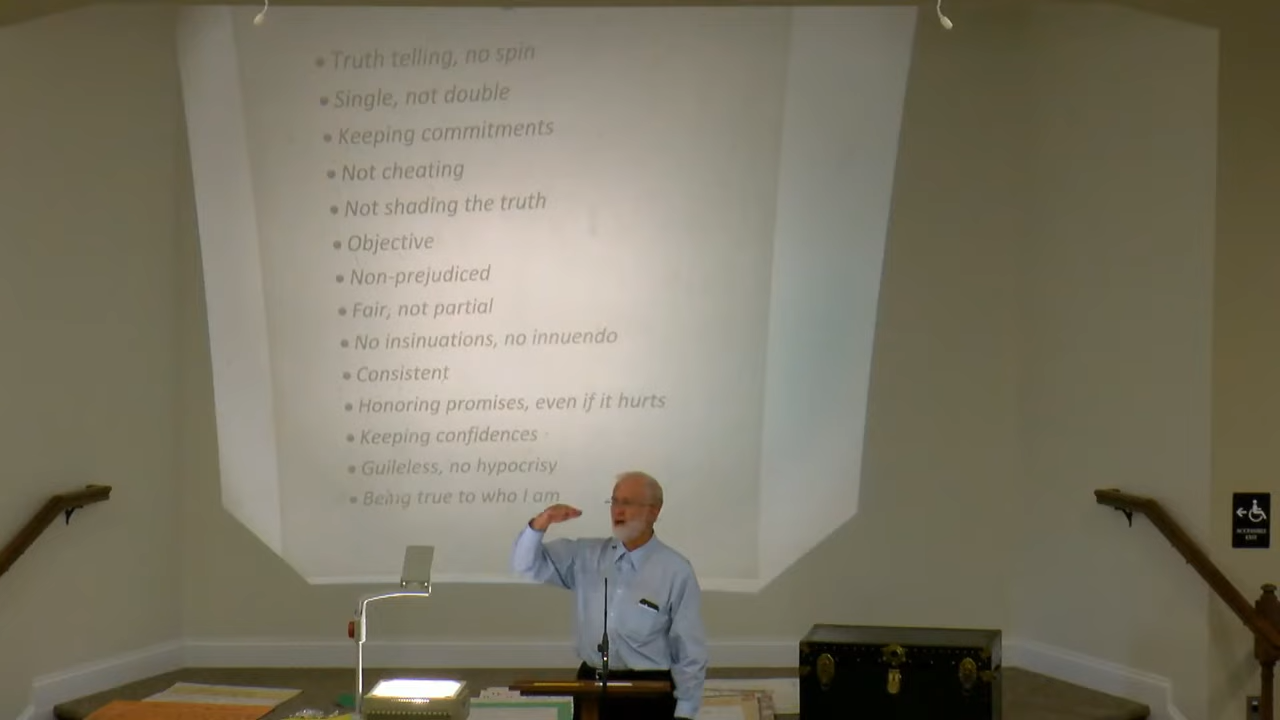 • Truth telling, no spin
• Single, not double
• Keeping commitments
• Not cheating
• Not shading the truth
• Objective
• Non-prejudiced
• Fair, not partial
• No insinuations, no innuendo
• Consistent
• Honoring promises, even if it hurts
• Keeping confidences
• Guileless, no hypocrisy
• Being true to who I am
ACCESSIBLE
EXIT